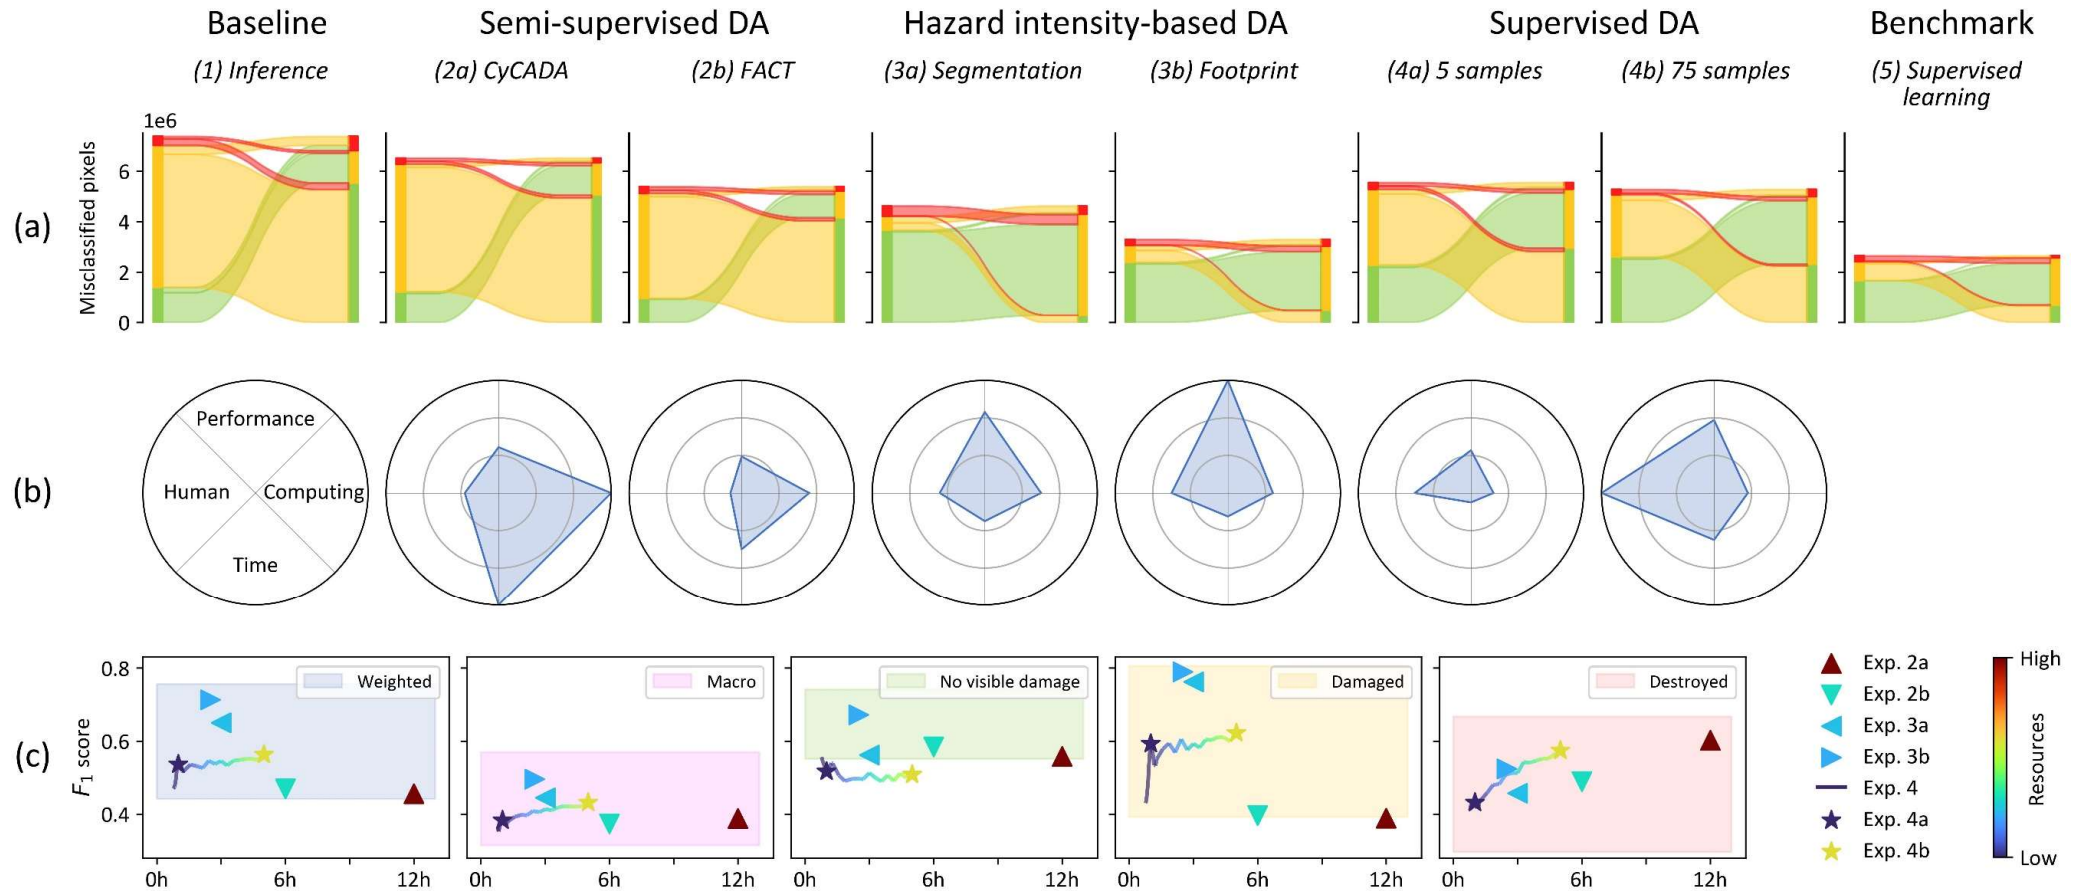 Baseline Semi-supervised DA Hazard intensity-based DA Supervised DA Benchmark
(1) Inference (2a) CyCADA (2b) FACT (3a) Segmentation (3b) Footprint (4a) 5 samples (4b) 75 samples (5) Supervised
learning
1e6
(a)
Misclassified pixels
6
4
2
0
(b)
Performance
Human Computing
Time
(c)
F1 score
0.8
0.6
0.4
Weighted Macro No visible damage Damaged Destroyed
0h 6h 12h 0h 6h 12h 0h 6h 12h 0h 6h 12h 0h 6h 12h
Exp. 2a
Exp. 2b
Exp. 3a
Exp. 3b
Exp. 4
Exp. 4a
Exp. 4b
High
Resources
Low